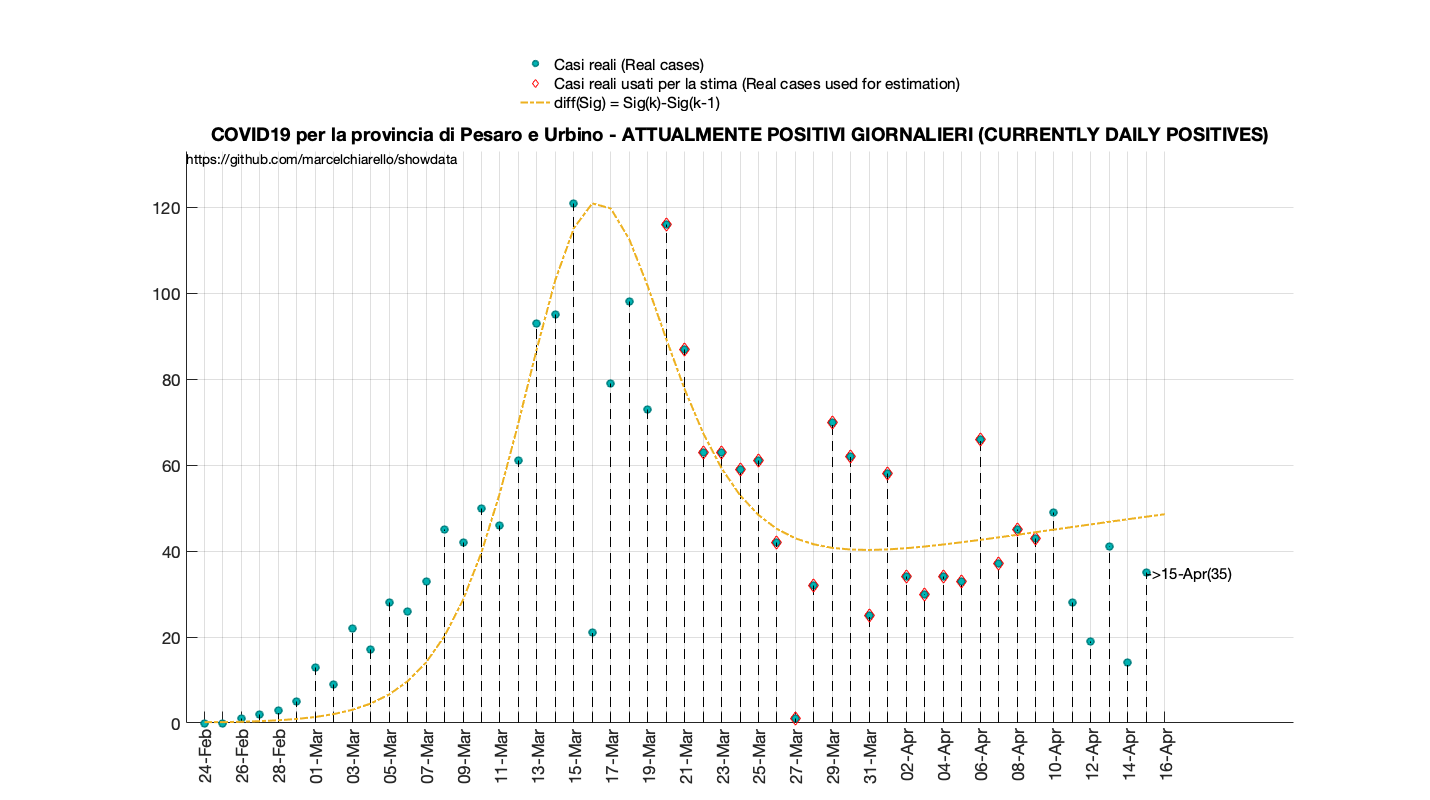 Casi reali (Real cases)
Casi reali usati per la stima (Real cases used for estimation)
diff(Sig) = Sig(k)-Sig(k-1)
COVID19 per la provincia di Pesaro e Urbino - ATTUALMENTE POSITIVI GIORNALIERI (CURRENTLY DAILY POSITIVES)
https://github.com/marcelchiarello/showdata
120
100
80
60
40
20
0
->15-Apr(35)
24-Feb
26-Feb
28-Feb
01-Mar
03-Mar
05-Mar
07-Mar
09-Mar
11-Mar
13-Mar
15-Mar
17-Mar
19-Mar
21-Mar
23-Mar
25-Mar
27-Mar
29-Mar
31-Mar
02-Apr
04-Apr
06-Apr
08-Apr
10-Apr
12-Apr
14-Apr
16-Apr